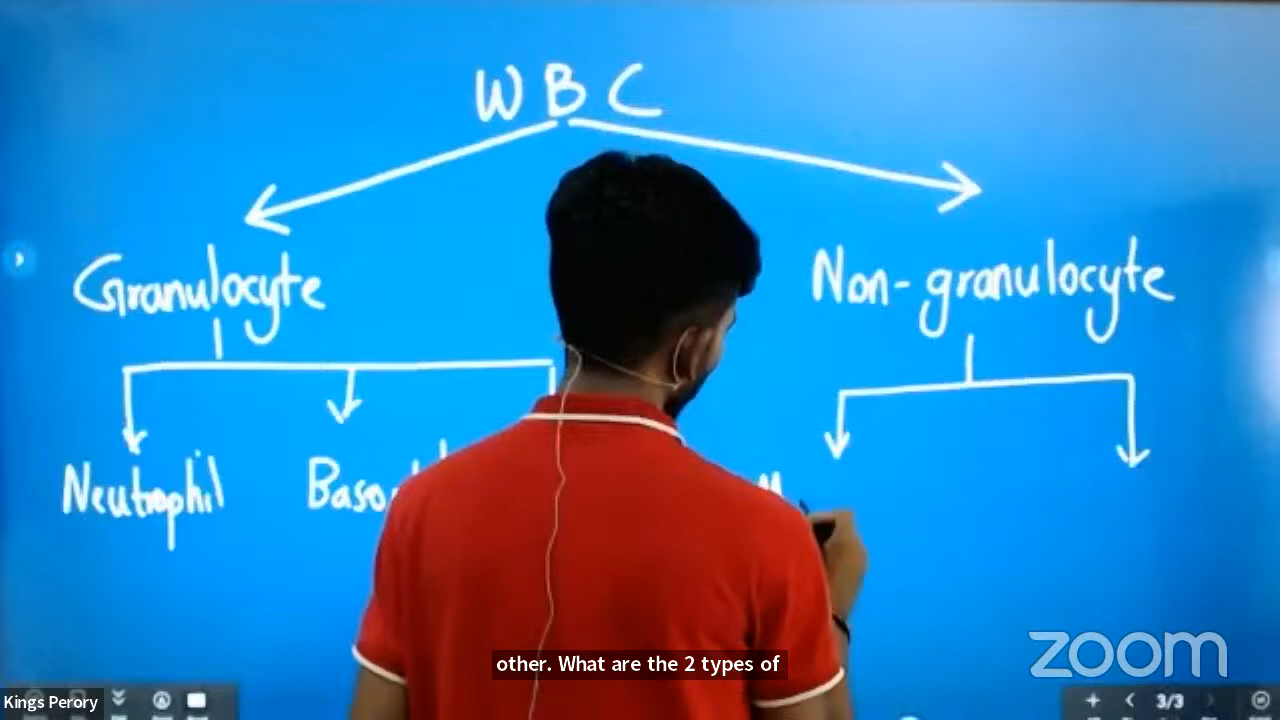 WBC
Granulocyte Non-granulocyte
Neutrophil
other. What are the 2 types of
zoom
Kings Perory
3/3